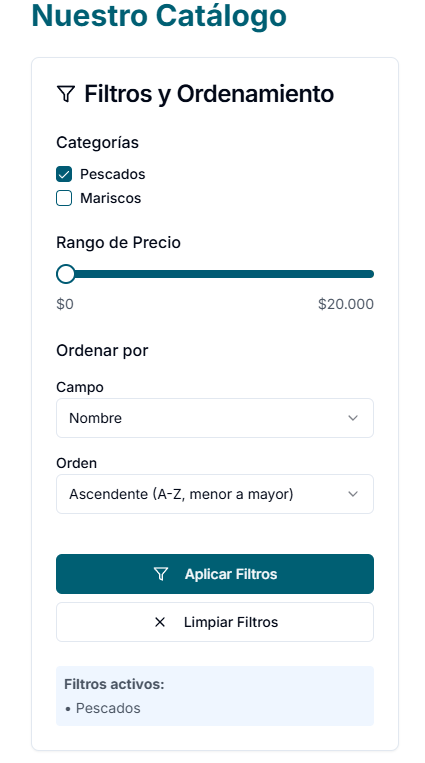 Nuestro Catálogo
Filtros y Ordenamiento
Categorías
Pescados
Mariscos
Rango de Precio
$0 $20.000
Ordenar por
Campo
Nombre
Orden
Ascendente (A-Z, menor a mayor)
Aplicar Filtros
Limpiar Filtros
Filtros activos:
• Pescados